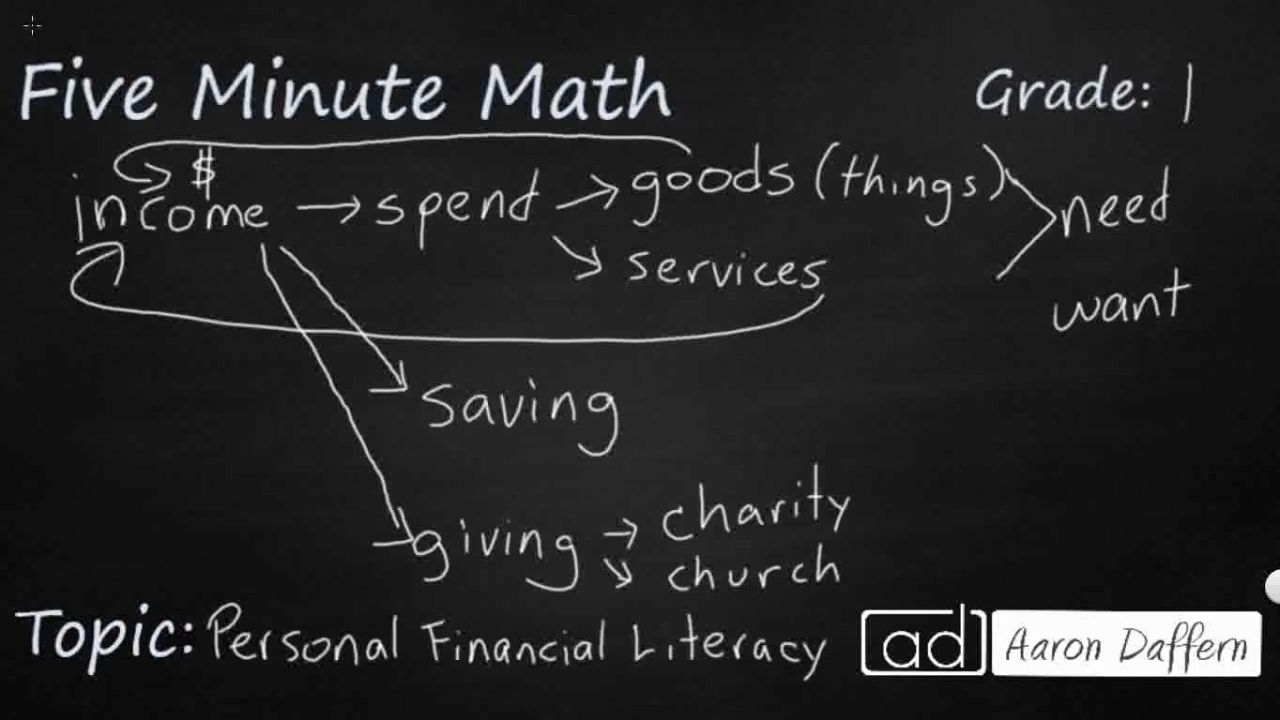 Five Minute Math Grade: 1
$
income → spend → goods (things) need
↘ services want
saving
giving → charity
↘ church
Topic: Personal Financial Literacy ad Aaron Daffern